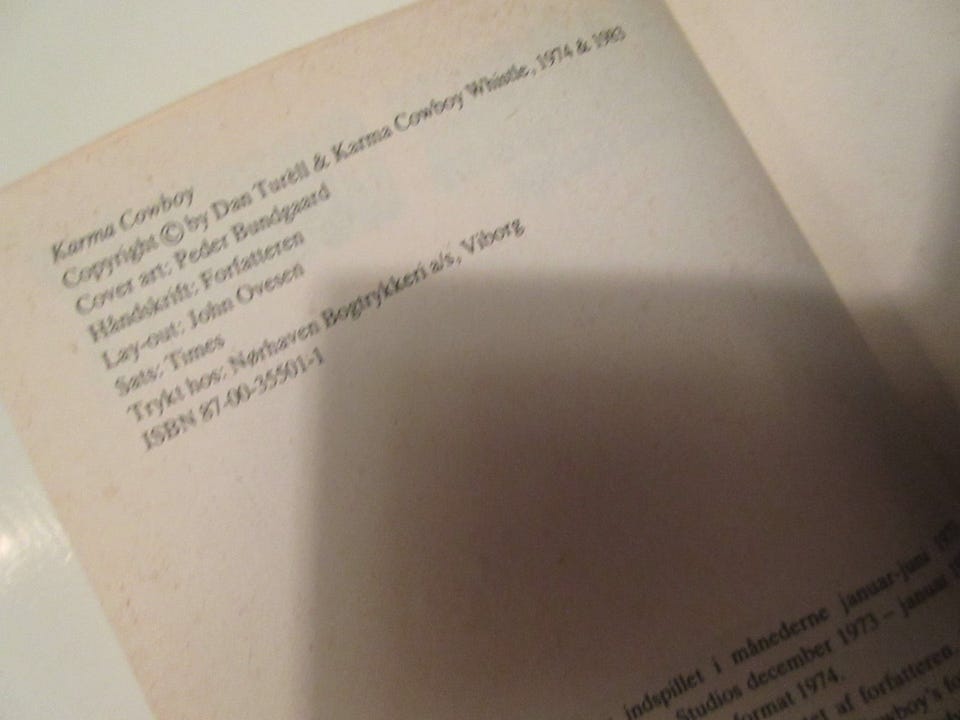 Karma Cowboy
Copyright © by Dan Turèll & Karma Cowboy Whistle, 1974 & 1983
Cover art: Peder Bundgaard
Håndskrift: Forfatteren
Lay-out: John Ovesen
Sats: Times
Trykt hos: Nørhaven Bogtrykkeri a/s, Viborg
ISBN 87-00-35501-1
indspillet i månederne januar-juni
Studios december 1973 – januar
format 1974.
af forfatteren